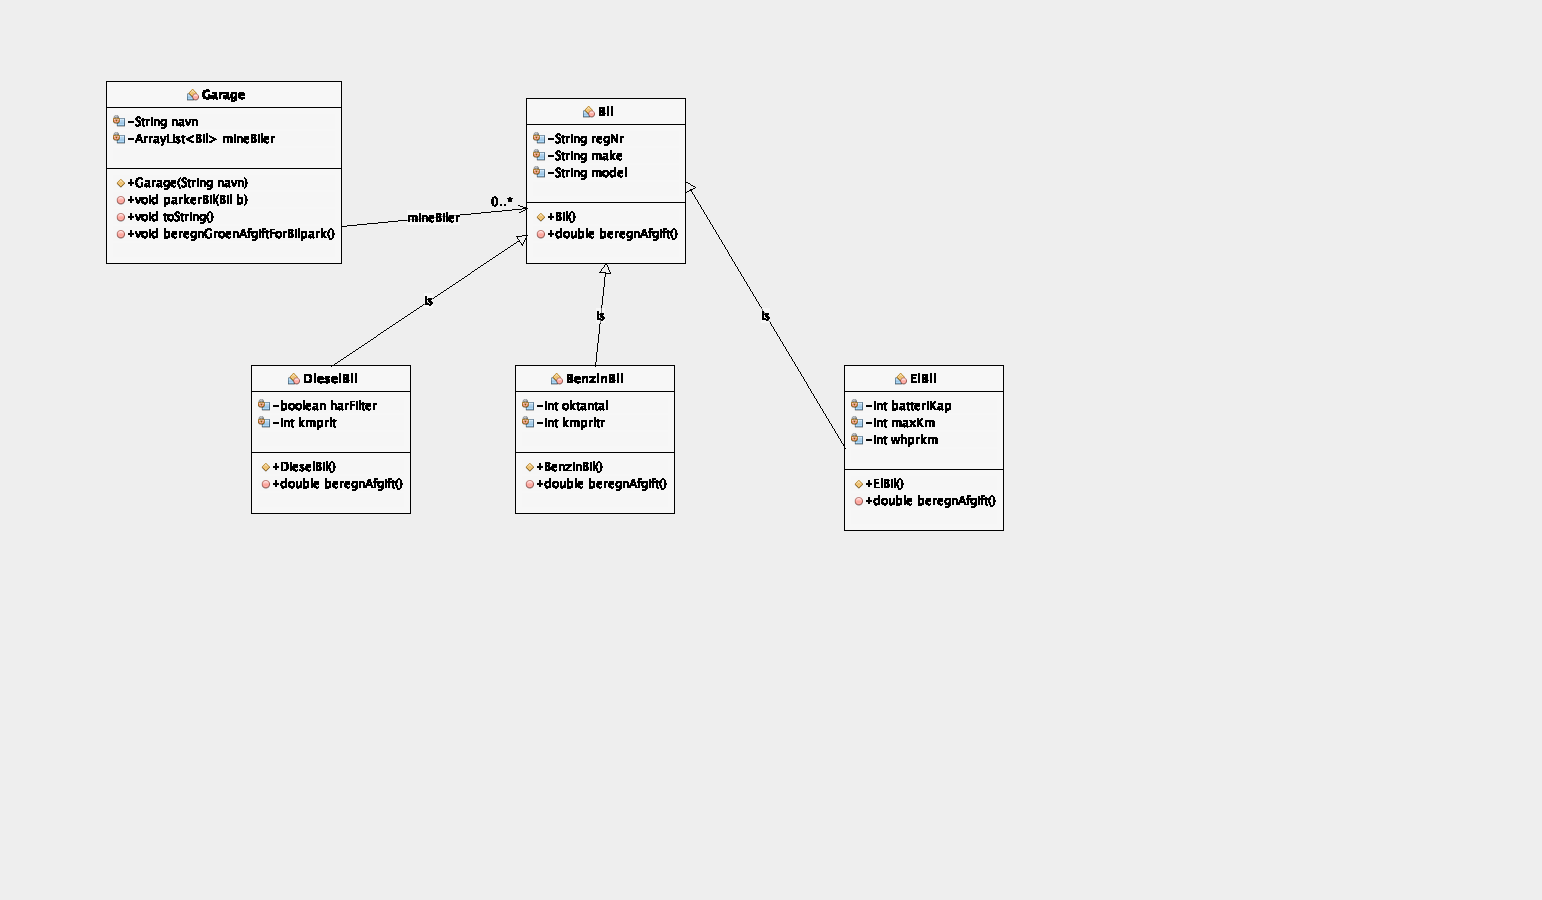 Garage
-String navn
-ArrayList<Bil> mineBiler
+Garage(String navn)
+void parkerBil(Bil b)
+void toString()
+void beregnGroenAfgiftForBilpark()
mineBiler
0..*
Bil
-String regNr
-String make
-String model
+Bil()
+double beregnAfgift()
is
is
is
DieselBil
-boolean harFilter
-int kmprlt
+DieselBil()
+double beregnAfgift()
BenzinBil
-int oktantal
-int kmprltr
+BenzinBil()
+double beregnAfgift()
ElBil
-int batteriKap
-int maxKm
-int whprkm
+ElBil()
+double beregnAfgift()